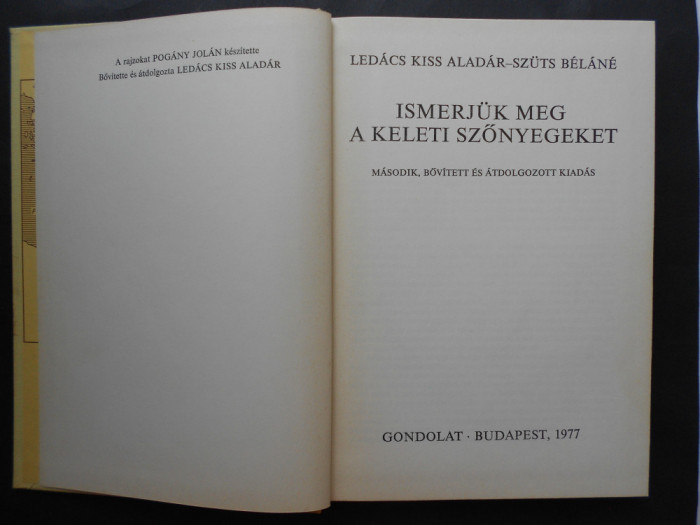 A rajzokat POGÁNY JOLÁN készítette
Bővítette és átdolgozta LEDÁCS KISS ALADÁR
LEDÁCS KISS ALADÁR–SZÜTS BÉLÁNÉ
ISMERJÜK MEG
A KELETI SZŐNYEGEKET
MÁSODIK, BŐVÍTETT ÉS ÁTDOLGOZOTT KIADÁS
GONDOLAT · BUDAPEST, 1977